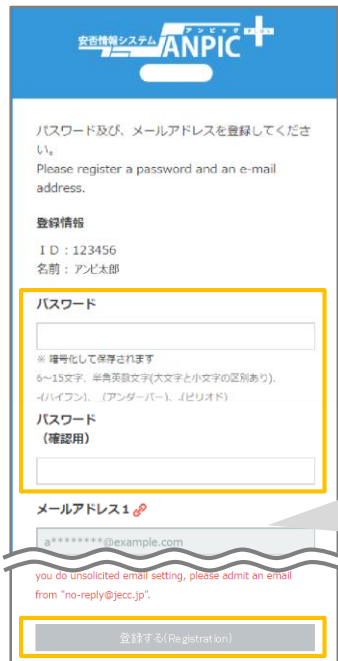 安否情報システム ANPIC
アンピック プラス
パスワード及び、メールアドレスを登録してくださ
い。
Please register a password and an e-mail
address.
登録情報
ID:123456
名前:アンピ太郎
パスワード
※ 暗号化して保存されます
6〜15文字、半角英数文字(大文字と小文字の区別あり)、
-(ハイフン)、_(アンダーバー)、.(ピリオド)
パスワード
(確認用)
メールアドレス1
a********@example.com
you do unsolicited email setting, please admit an email
from "no-reply@jecc.jp".
登録する(Registration)